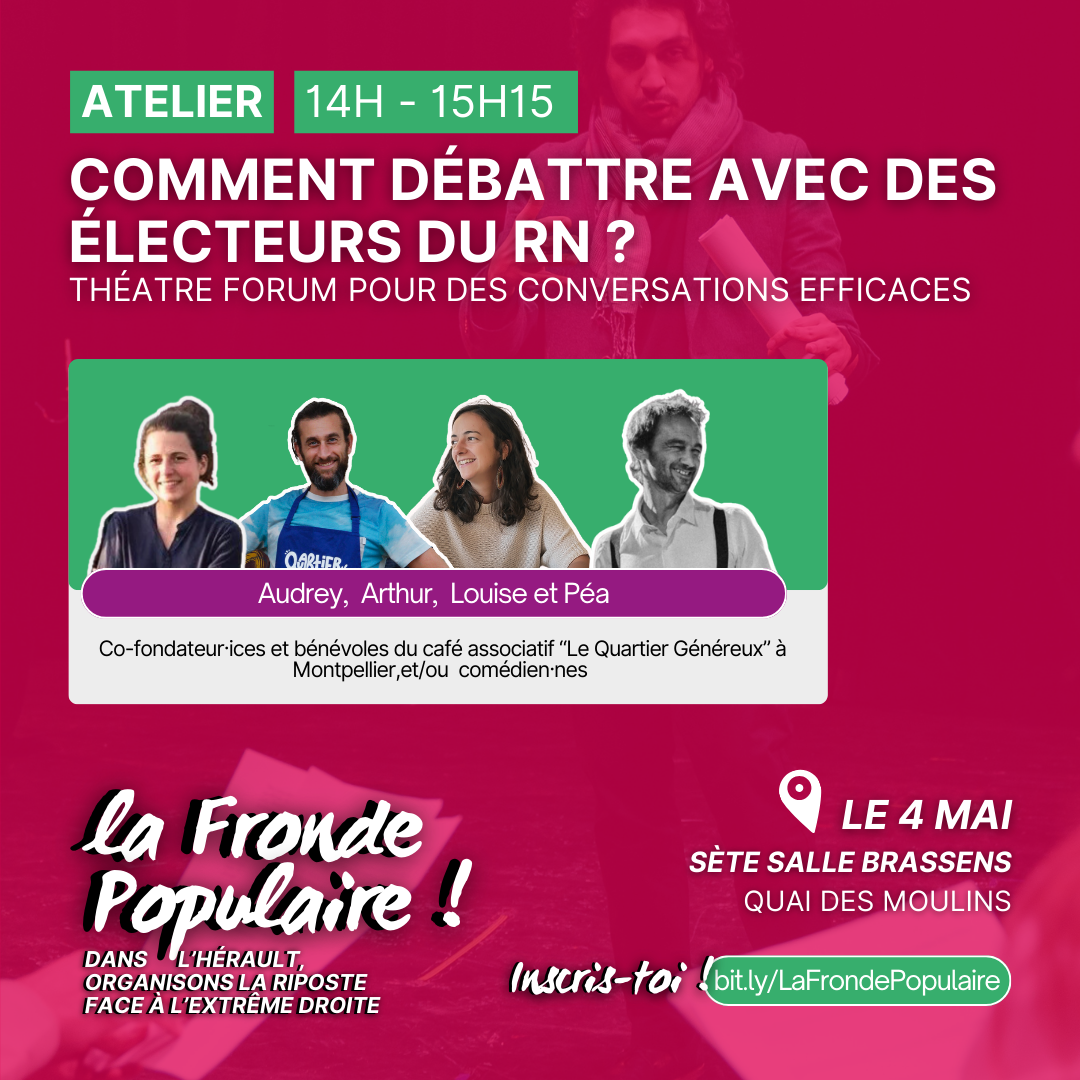 ATELIER 14H - 15H15
COMMENT DÉBATTRE AVEC DES
ÉLECTEURS DU RN ?
THÉATRE FORUM POUR DES CONVERSATIONS EFFICACES
QUARTIER
Audrey, Arthur, Louise et Péa
Co-fondateur·ices et bénévoles du café associatif “Le Quartier Généreux” à
Montpellier,et/ou comédien·nes
la Fronde
Populaire !
DANS L’HÉRAULT,
ORGANISONS LA RIPOSTE
FACE À L’EXTRÊME DROITE
LE 4 MAI
SÈTE SALLE BRASSENS
QUAI DES MOULINS
Inscris-toi ! bit.ly/LaFrondePopulaire